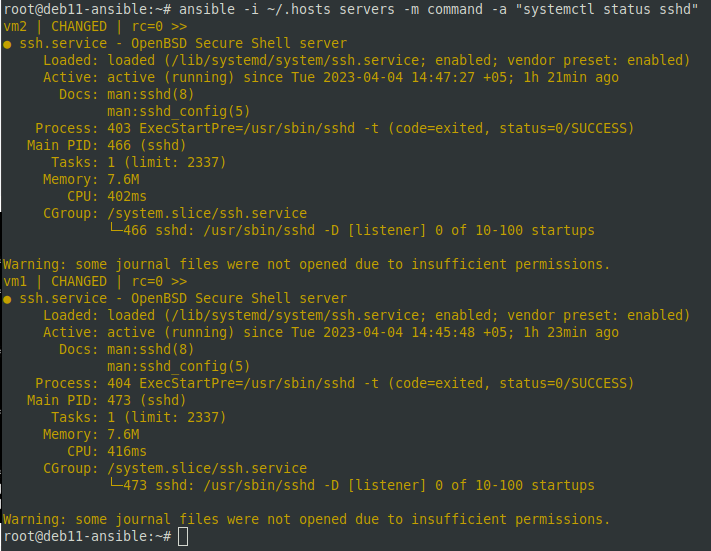 root@deb11-ansible:~# ansible -i ~/.hosts servers -m command -a "systemctl status sshd"
vm2 | CHANGED | rc=0 >>
● ssh.service - OpenBSD Secure Shell server
     Loaded: loaded (/lib/systemd/system/ssh.service; enabled; vendor preset: enabled)
     Active: active (running) since Tue 2023-04-04 14:47:27 +05; 1h 21min ago
       Docs: man:sshd(8)
             man:sshd_config(5)
    Process: 403 ExecStartPre=/usr/sbin/sshd -t (code=exited, status=0/SUCCESS)
   Main PID: 466 (sshd)
      Tasks: 1 (limit: 2337)
     Memory: 7.6M
        CPU: 402ms
     CGroup: /system.slice/ssh.service
             └─466 sshd: /usr/sbin/sshd -D [listener] 0 of 10-100 startups

Warning: some journal files were not opened due to insufficient permissions.
vm1 | CHANGED | rc=0 >>
● ssh.service - OpenBSD Secure Shell server
     Loaded: loaded (/lib/systemd/system/ssh.service; enabled; vendor preset: enabled)
     Active: active (running) since Tue 2023-04-04 14:45:48 +05; 1h 23min ago
       Docs: man:sshd(8)
             man:sshd_config(5)
    Process: 404 ExecStartPre=/usr/sbin/sshd -t (code=exited, status=0/SUCCESS)
   Main PID: 473 (sshd)
      Tasks: 1 (limit: 2337)
     Memory: 7.6M
        CPU: 416ms
     CGroup: /system.slice/ssh.service
             └─473 sshd: /usr/sbin/sshd -D [listener] 0 of 10-100 startups

Warning: some journal files were not opened due to insufficient permissions.
root@deb11-ansible:~#